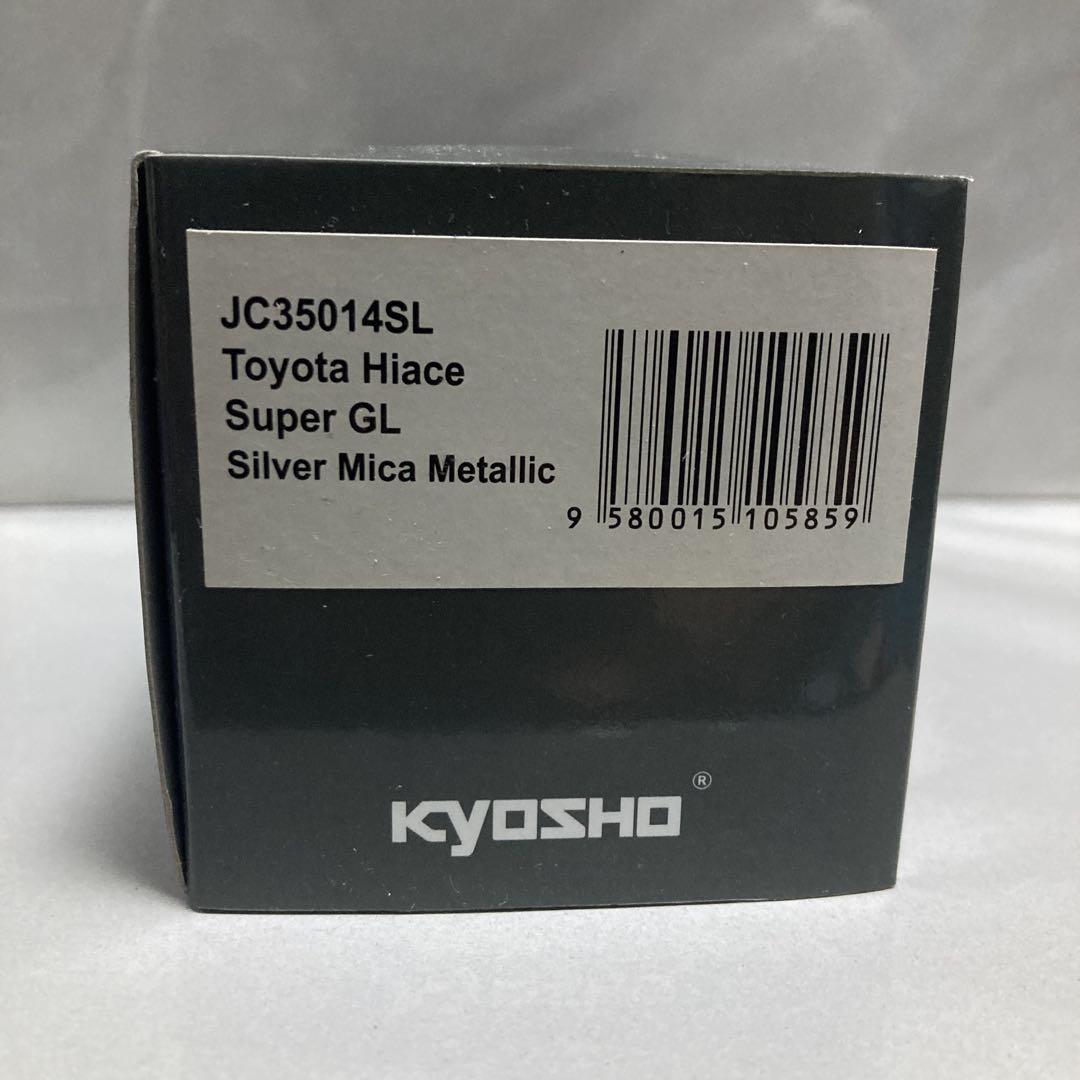 JC35014SL
Toyota Hiace
Super GL
Silver Mica Metallic
9 580015 105859
KYOSHO®